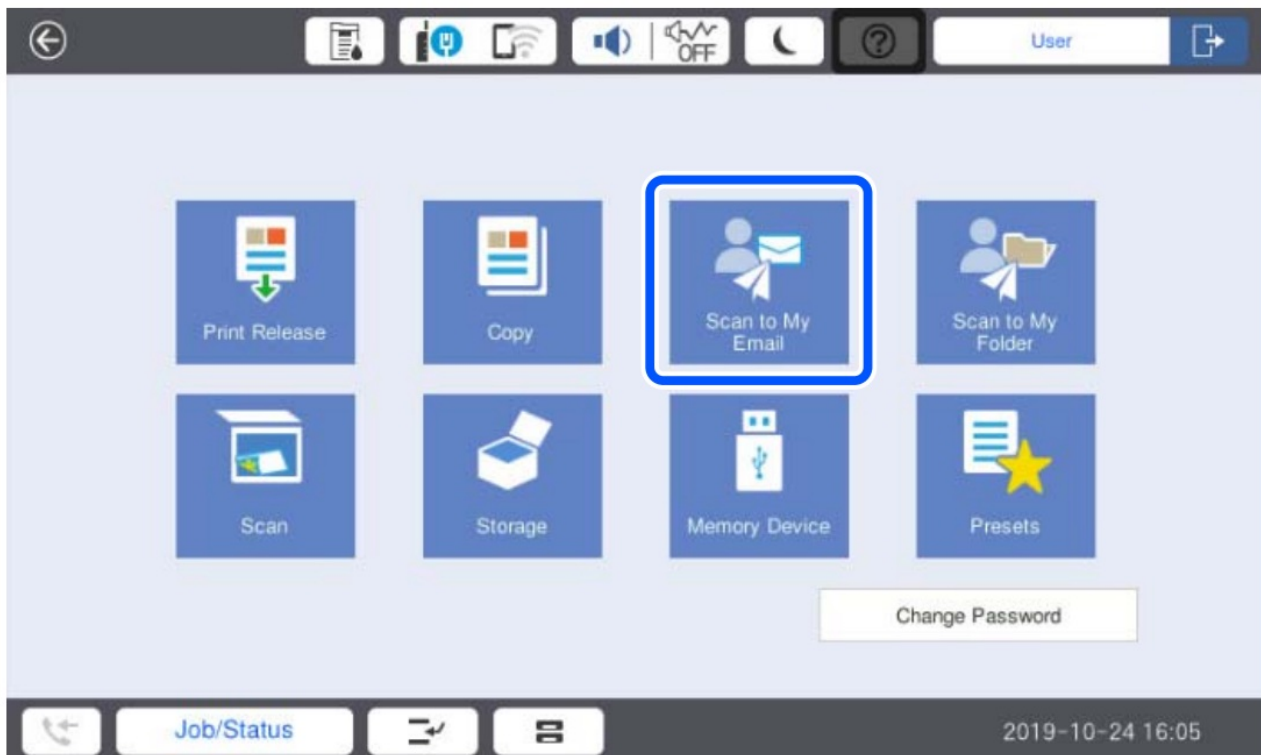 OFF
User
Print Release
Copy
Scan to My
Email
Scan to My
Folder
Scan
Storage
Memory Device
Presets
Change Password
Job/Status
2019-10-24 16:05